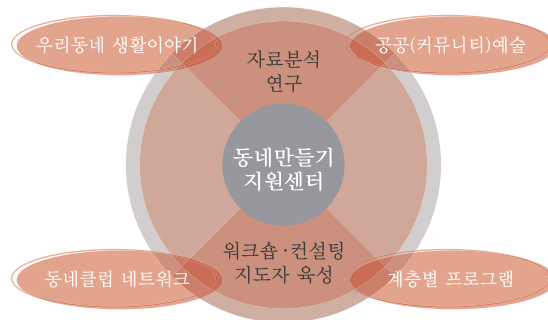 우리동네 생활이야기
공공(커뮤니티)예술
자료분석
연구
동네만들기
지원센터
워크숍·컨설팅
지도자 육성
동네클럽 네트워크
계층별 프로그램